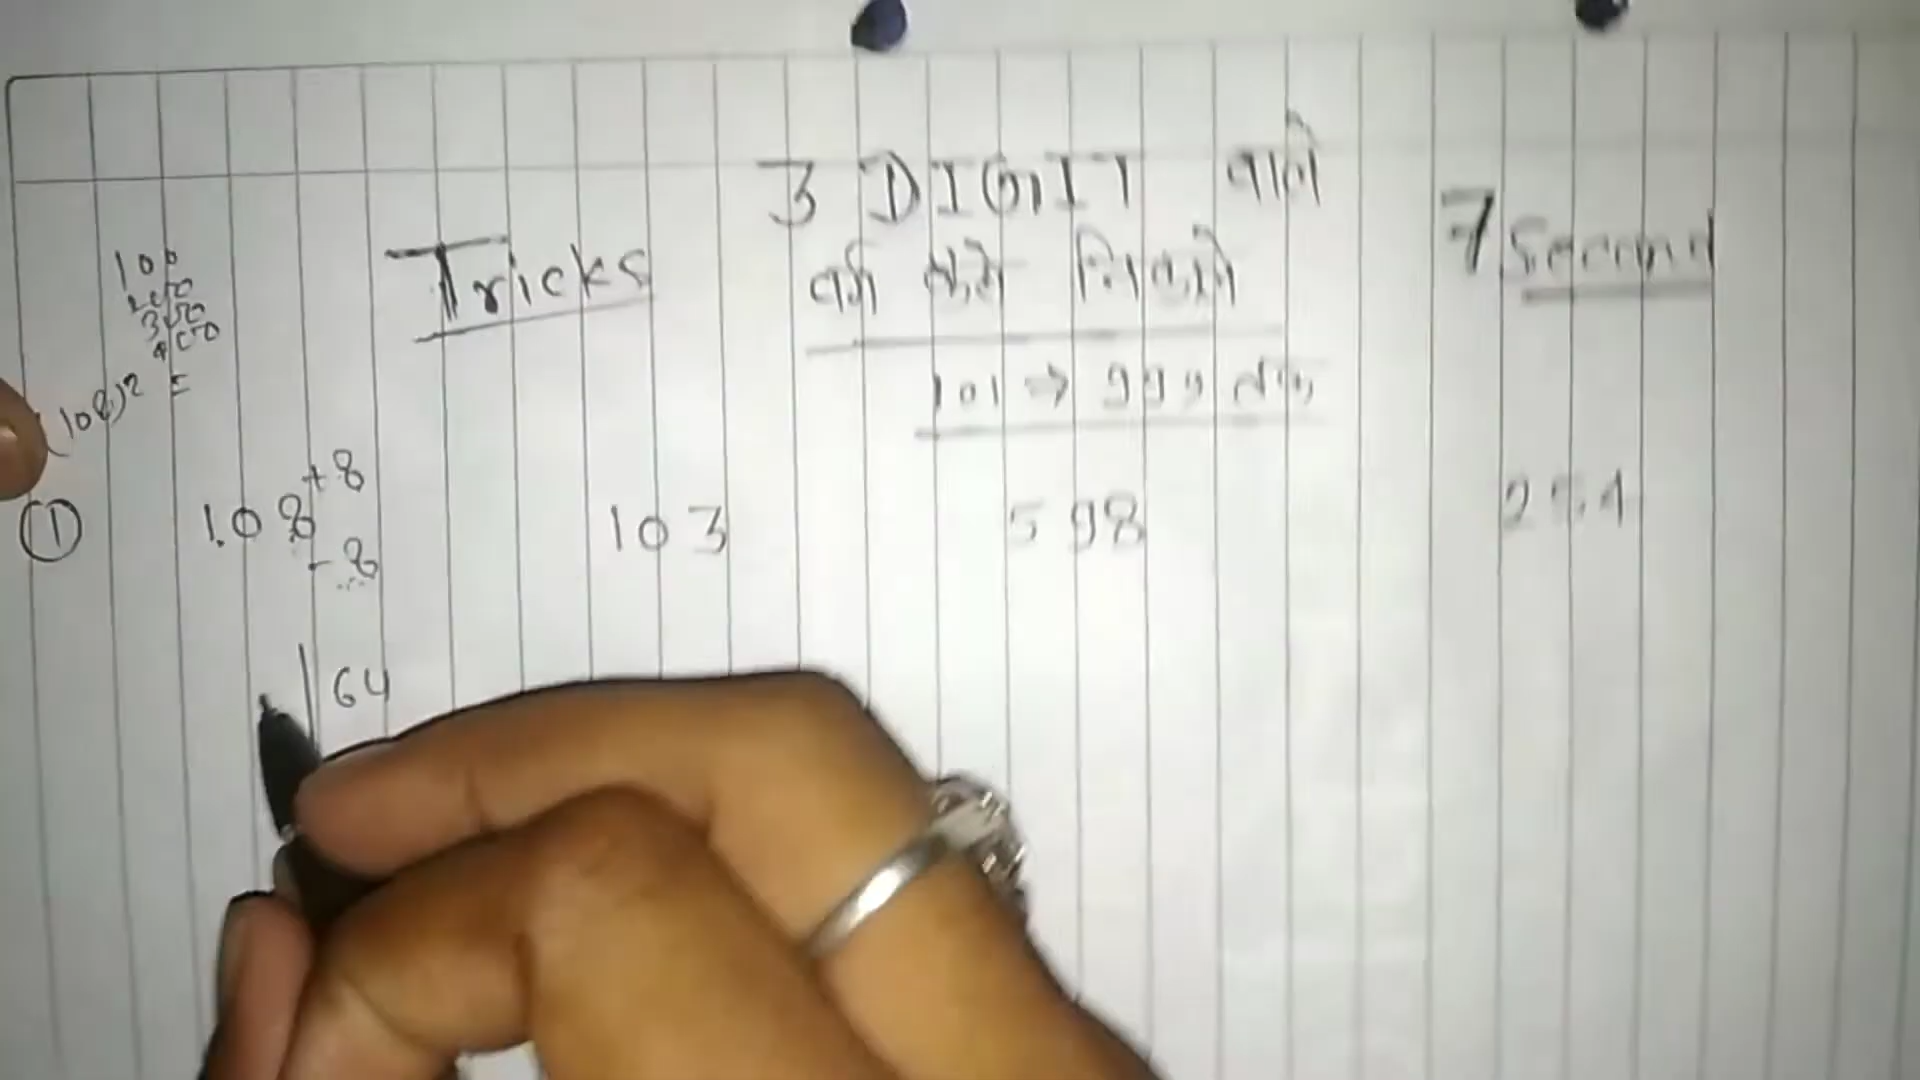 3 DIGIT वाले
Tricks
वर्ग कैसे निकाले
7 Second
100
200
300
400
101 ⇒ 999 तक
(108)² =
① 108 +8 -8
103
598
254
64